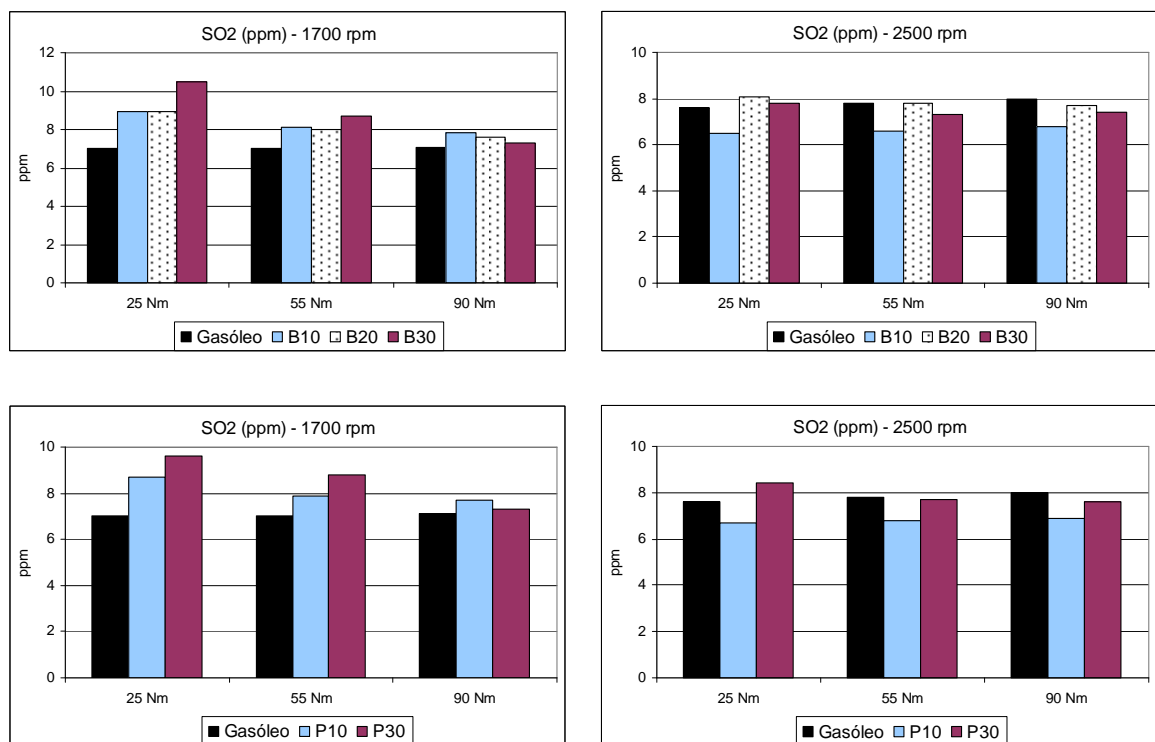 SO2 (ppm) - 1700 rpm
12
10
8
6
4
2
0
ppm
25 Nm 55 Nm 90 Nm
Gasóleo B10 B20 B30
SO2 (ppm) - 2500 rpm
10
8
6
4
2
0
ppm
25 Nm 55 Nm 90 Nm
Gasóleo B10 B20 B30
SO2 (ppm) - 1700 rpm
10
8
6
4
2
0
ppm
25 Nm 55 Nm 90 Nm
Gasóleo P10 P30
SO2 (ppm) - 2500 rpm
10
8
6
4
2
0
ppm
25 Nm 55 Nm 90 Nm
Gasóleo P10 P30